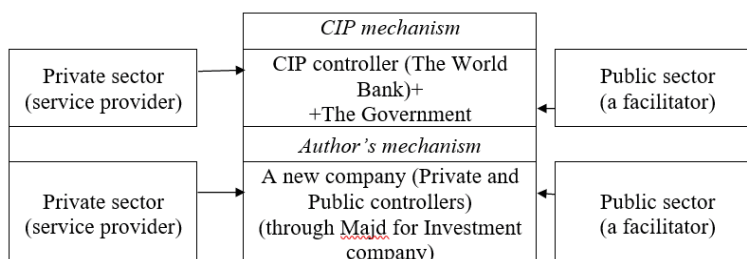 CIP mechanism
Private sector
(service provider)
CIP controller (The World
Bank)+
+The Government
Public sector
(a facilitator)
Author's mechanism
Private sector
(service provider)
A new company (Private and
Public controllers)
(through Majd for Investment
company)
Public sector
(a facilitator)